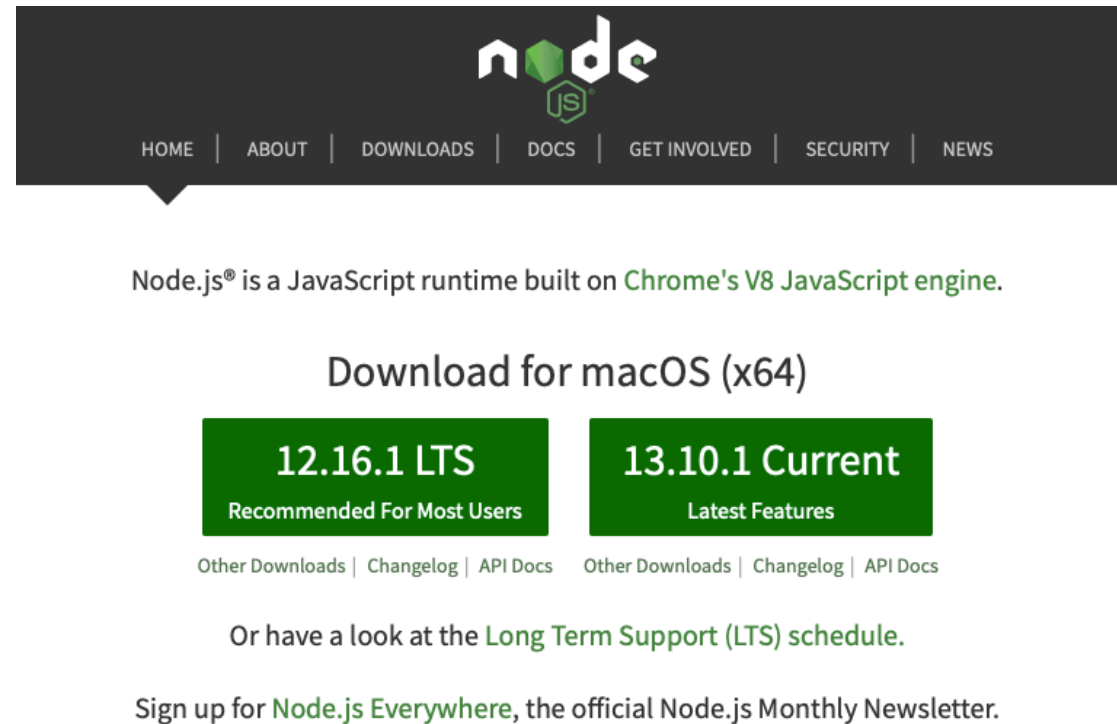 node
JS®
HOME | ABOUT | DOWNLOADS | DOCS | GET INVOLVED | SECURITY | NEWS
Node.js® is a JavaScript runtime built on Chrome's V8 JavaScript engine.
Download for macOS (x64)
12.16.1 LTS
Recommended For Most Users
13.10.1 Current
Latest Features
Other Downloads | Changelog | API Docs
Other Downloads | Changelog | API Docs
Or have a look at the Long Term Support (LTS) schedule.
Sign up for Node.js Everywhere, the official Node.js Monthly Newsletter.